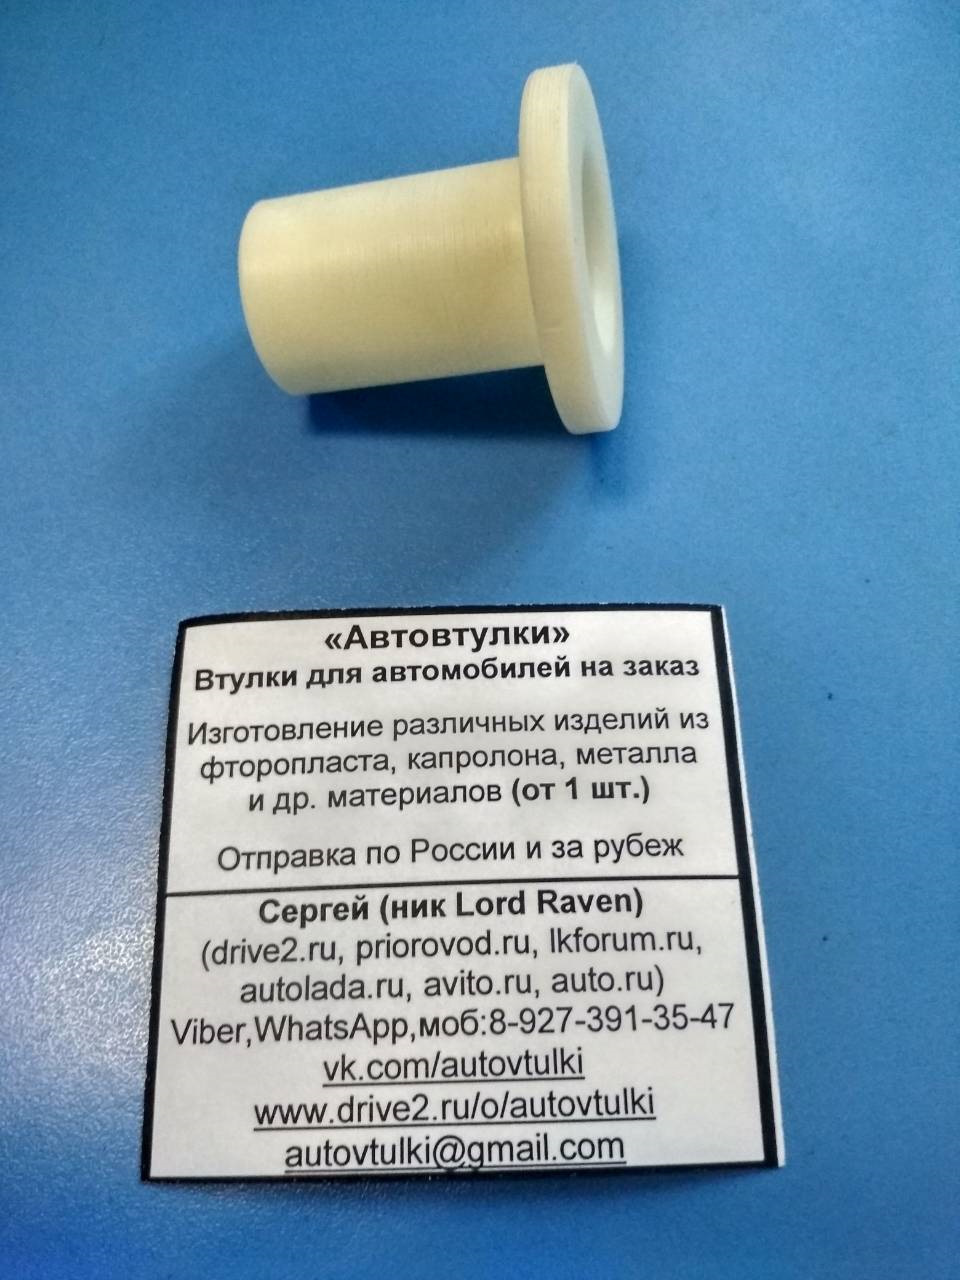 «Автовтулки»
Втулки для автомобилей на заказ
Изготовление различных изделий из
фторопласта, капролона, металла
и др. материалов (от 1 шт.)
Отправка по России и за рубеж
Сергей (ник Lord Raven)
(drive2.ru, priorovod.ru, lkforum.ru,
autolada.ru, avito.ru, auto.ru)
Viber,WhatsApp,моб:8-927-391-35-47
vk.com/autovtulki
www.drive2.ru/o/autovtulki
autovtulki@gmail.com